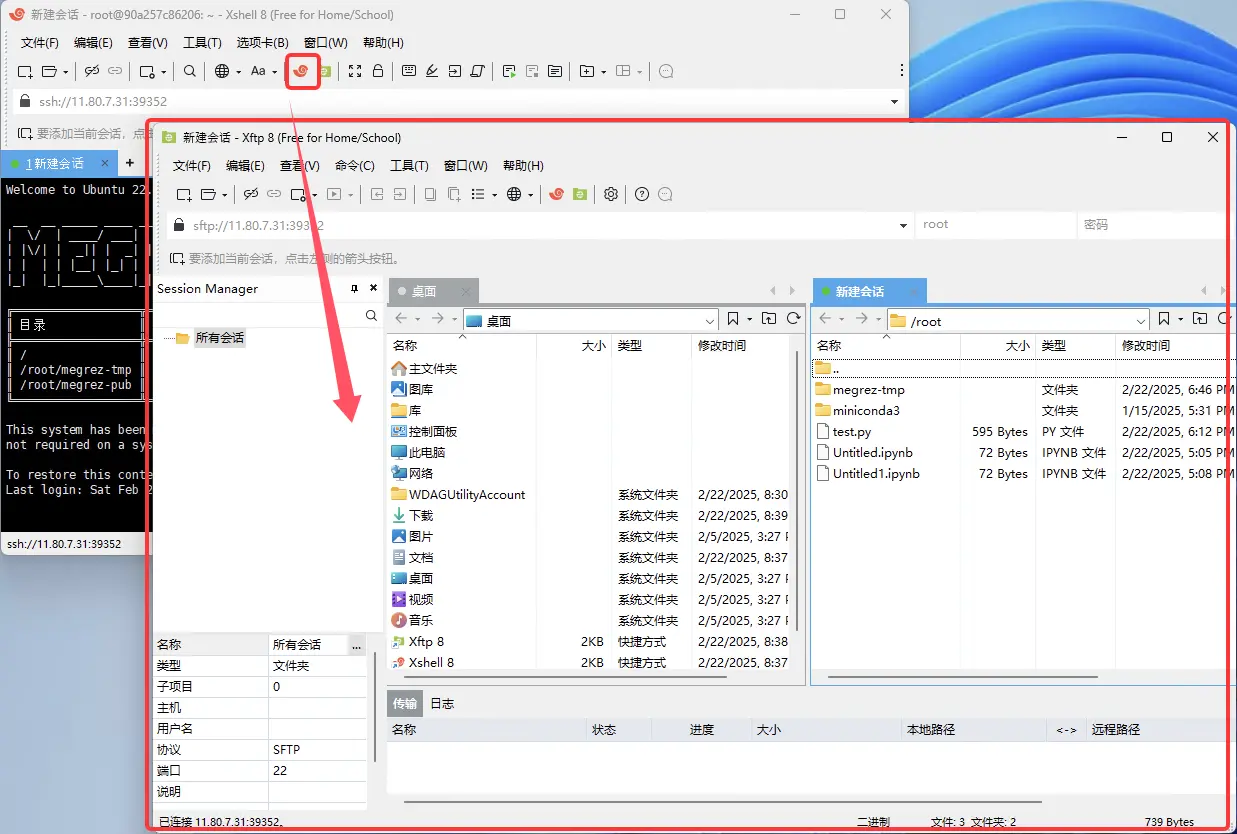 新建会话 - root@90a257c86206: ~ - Xshell 8 (Free for Home/School)
文件(F) 编辑(E) 查看(V) 工具(T) 选项卡(B) 窗口(W) 帮助(H)
Aa
ssh://11.80.7.31:39352
要添加当前会话，点击
1 新建会话
Welcome to Ubuntu 22.
目录
/
/root/megrez-tmp
/root/megrez-pub
This system has been
not required on a sys
To restore this conte
Last login: Sat Feb 2
ssh://11.80.7.31:39352
新建会话 - Xftp 8 (Free for Home/School)
文件(F) 编辑(E) 查看(V) 命令(C) 工具(T) 窗口(W) 帮助(H)
sftp://11.80.7.31:39352 root 密码
要添加当前会话，点击左侧的箭头按钮。
Session Manager
所有会话
名称 所有会话 ...
类型 文件夹
子项目 0
主机
用户名
协议 SFTP
端口 22
说明
桌面
桌面
名称 大小 类型 修改时间
主文件夹
图库
库
控制面板
此电脑
网络
WDAGUtilityAccount 系统文件夹 2/22/2025, 8:30
下载 系统文件夹 2/22/2025, 8:39
图片 系统文件夹 2/5/2025, 3:27 P
文档 系统文件夹 2/22/2025, 8:37
桌面 系统文件夹 2/5/2025, 3:27 P
视频 系统文件夹 2/5/2025, 3:27 P
音乐 系统文件夹 2/5/2025, 3:27 P
Xftp 8 2KB 快捷方式 2/22/2025, 8:38
Xshell 8 2KB 快捷方式 2/22/2025, 8:37
新建会话
/root
名称 大小 类型 修改时间
..
megrez-tmp 文件夹 2/22/2025, 6:46 PM
miniconda3 文件夹 1/15/2025, 5:31 PM
test.py 595 Bytes PY 文件 2/22/2025, 6:12 PM
Untitled.ipynb 72 Bytes IPYNB 文件 2/22/2025, 5:05 PM
Untitled1.ipynb 72 Bytes IPYNB 文件 2/22/2025, 5:08 PM
传输 日志
名称 状态 进度 大小 本地路径 <-> 远程路径
已连接 11.80.7.31:39352。 二进制 文件: 3 文件夹: 2 739 Bytes